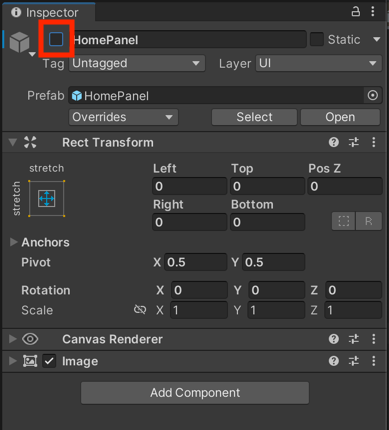 Inspector
HomePanel Static
Tag Untagged Layer UI
Prefab HomePanel
Overrides Select Open
Rect Transform
stretch Left Top Pos Z
stretch 0 0 0
Right Bottom
0 0 R
Anchors
Pivot X 0.5 Y 0.5
Rotation X 0 Y 0 Z 0
Scale X 1 Y 1 Z 1
Canvas Renderer
Image
Add Component